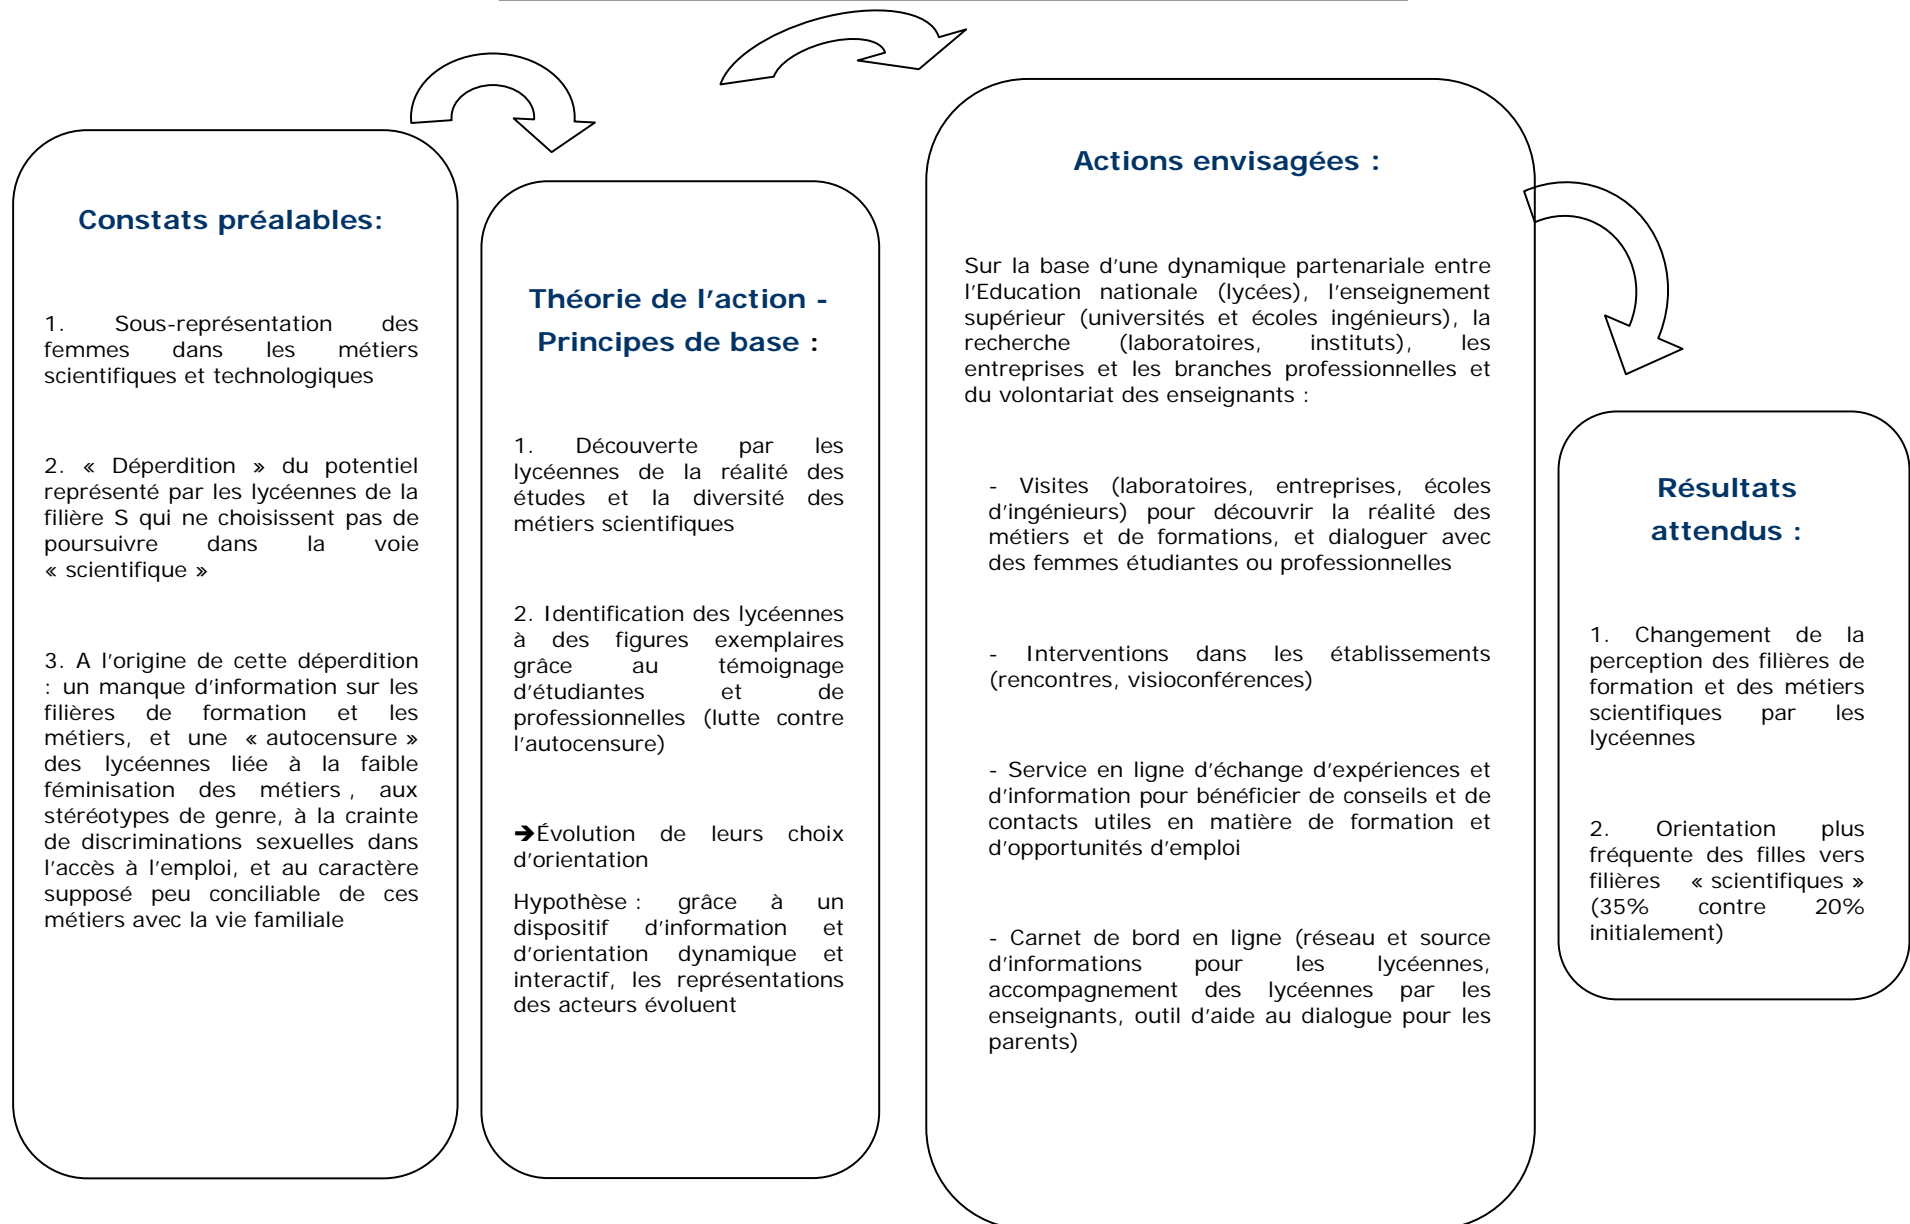 Constats préalables:
1. Sous-représentation des
femmes dans les métiers
scientifiques et technologiques
2. « Déperdition » du potentiel
représenté par les lycéennes de la
filière S qui ne choisissent pas de
poursuivre dans la voie
« scientifique »
3. A l'origine de cette déperdition
: un manque d'information sur les
filières de formation et les
métiers, et une « autocensure »
des lycéennes liée à la faible
féminisation des métiers , aux
stéréotypes de genre, à la crainte
de discriminations sexuelles dans
l'accès à l'emploi, et au caractère
supposé peu conciliable de ces
métiers avec la vie familiale
Théorie de l'action -
Principes de base :
1. Découverte par les
lycéennes de la réalité des
études et la diversité des
métiers scientifiques
2. Identification des lycéennes
à des figures exemplaires
grâce au témoignage
d'étudiantes et de
professionnelles (lutte contre
l'autocensure)
➔Évolution de leurs choix
d'orientation
Hypothèse : grâce à un
dispositif d'information et
d'orientation dynamique et
interactif, les représentations
des acteurs évoluent
Actions envisagées :
Sur la base d'une dynamique partenariale entre
l'Education nationale (lycées), l'enseignement
supérieur (universités et écoles ingénieurs), la
recherche (laboratoires, instituts), les
entreprises et les branches professionnelles et
du volontariat des enseignants :
- Visites (laboratoires, entreprises, écoles
d'ingénieurs) pour découvrir la réalité des
métiers et de formations, et dialoguer avec
des femmes étudiantes ou professionnelles
- Interventions dans les établissements
(rencontres, visioconférences)
- Service en ligne d'échange d'expériences et
d'information pour bénéficier de conseils et de
contacts utiles en matière de formation et
d'opportunités d'emploi
- Carnet de bord en ligne (réseau et source
d'informations pour les lycéennes,
accompagnement des lycéennes par les
enseignants, outil d'aide au dialogue pour les
parents)
Résultats
attendus :
1. Changement de la
perception des filières de
formation et des métiers
scientifiques par les
lycéennes
2. Orientation plus
fréquente des filles vers
filières « scientifiques »
(35% contre 20%
initialement)